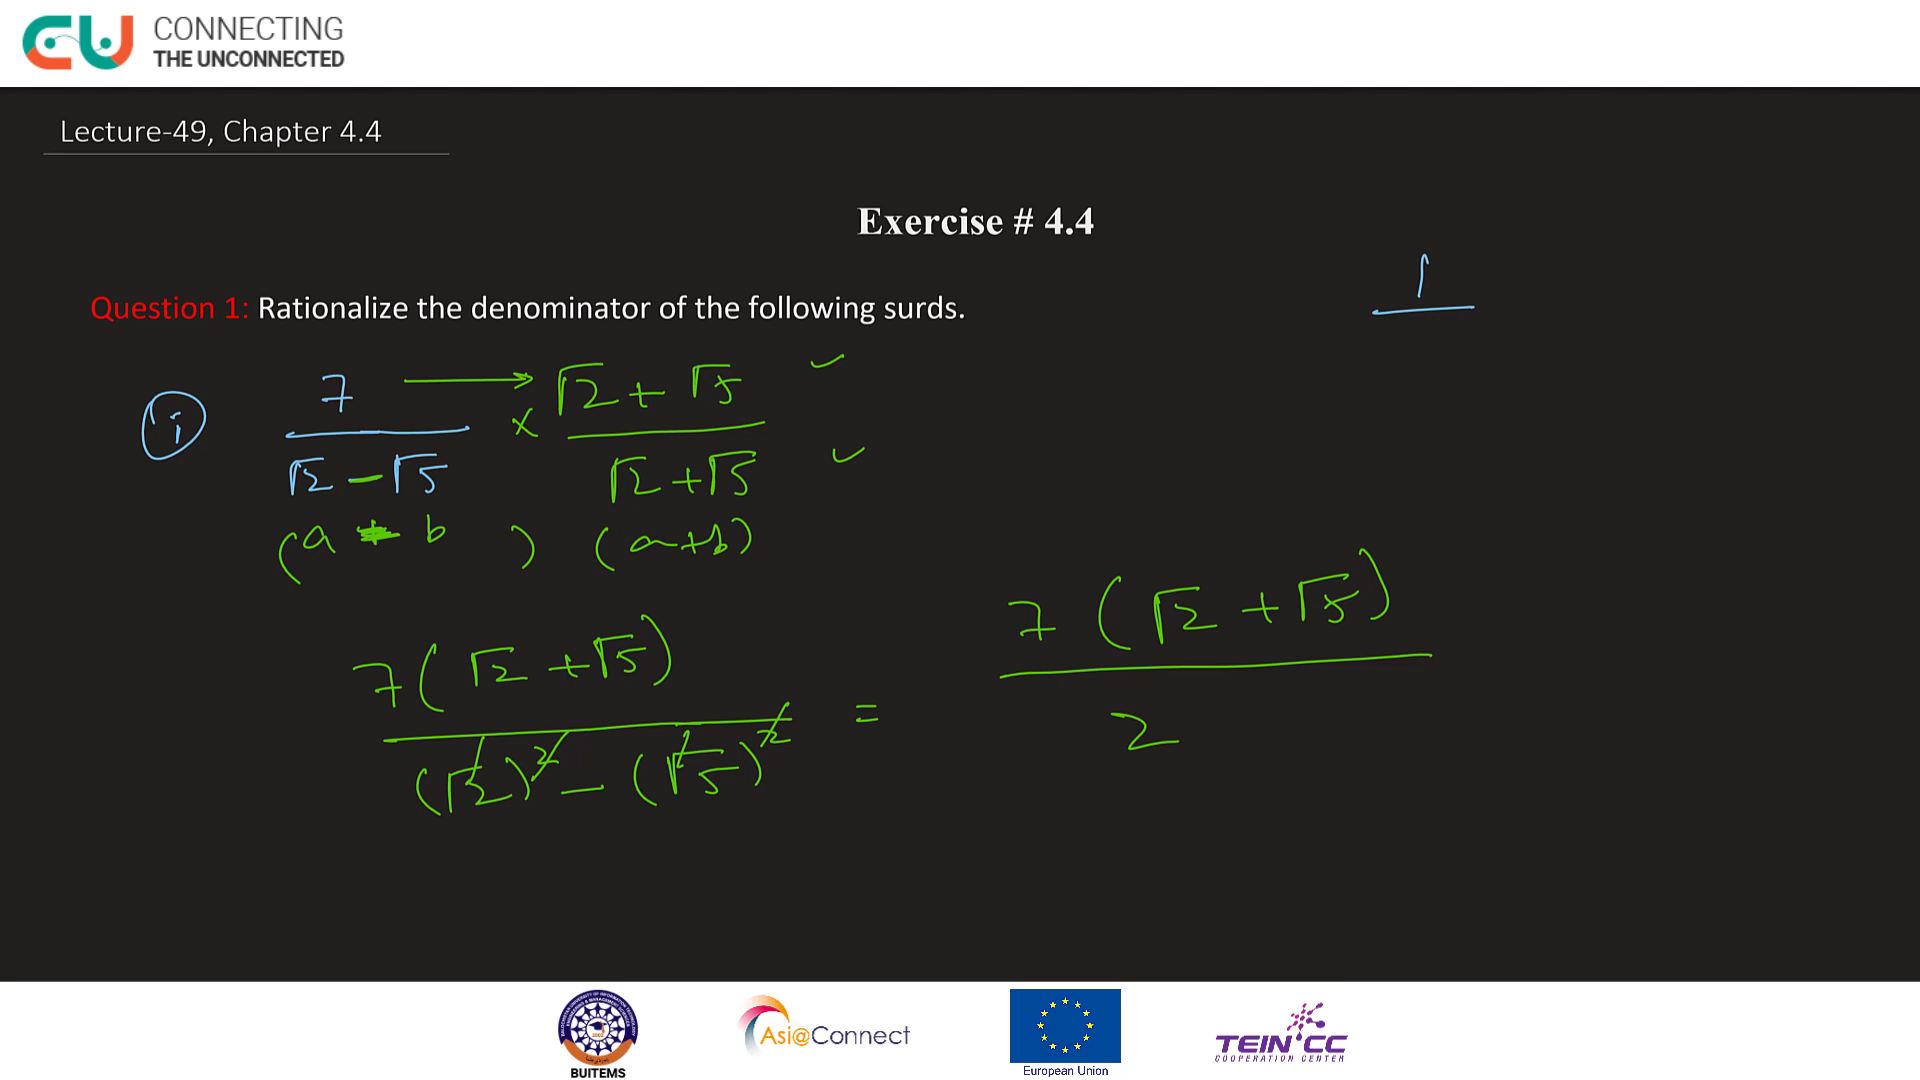 CONNECTING
THE UNCONNECTED
Lecture-49, Chapter 4.4
Exercise # 4.4
1
Question 1: Rationalize the denominator of the following surds.
i
7 → × √2 + √5
√2 − √5 √2 + √5
(a - b) (a+b)
7(√2 + √5) = 7(√2 + √5)
(√2)² − (√5)² 2
BUITEMS
Asi@Connect
European Union
TEIN*CC
COOPERATION CENTER